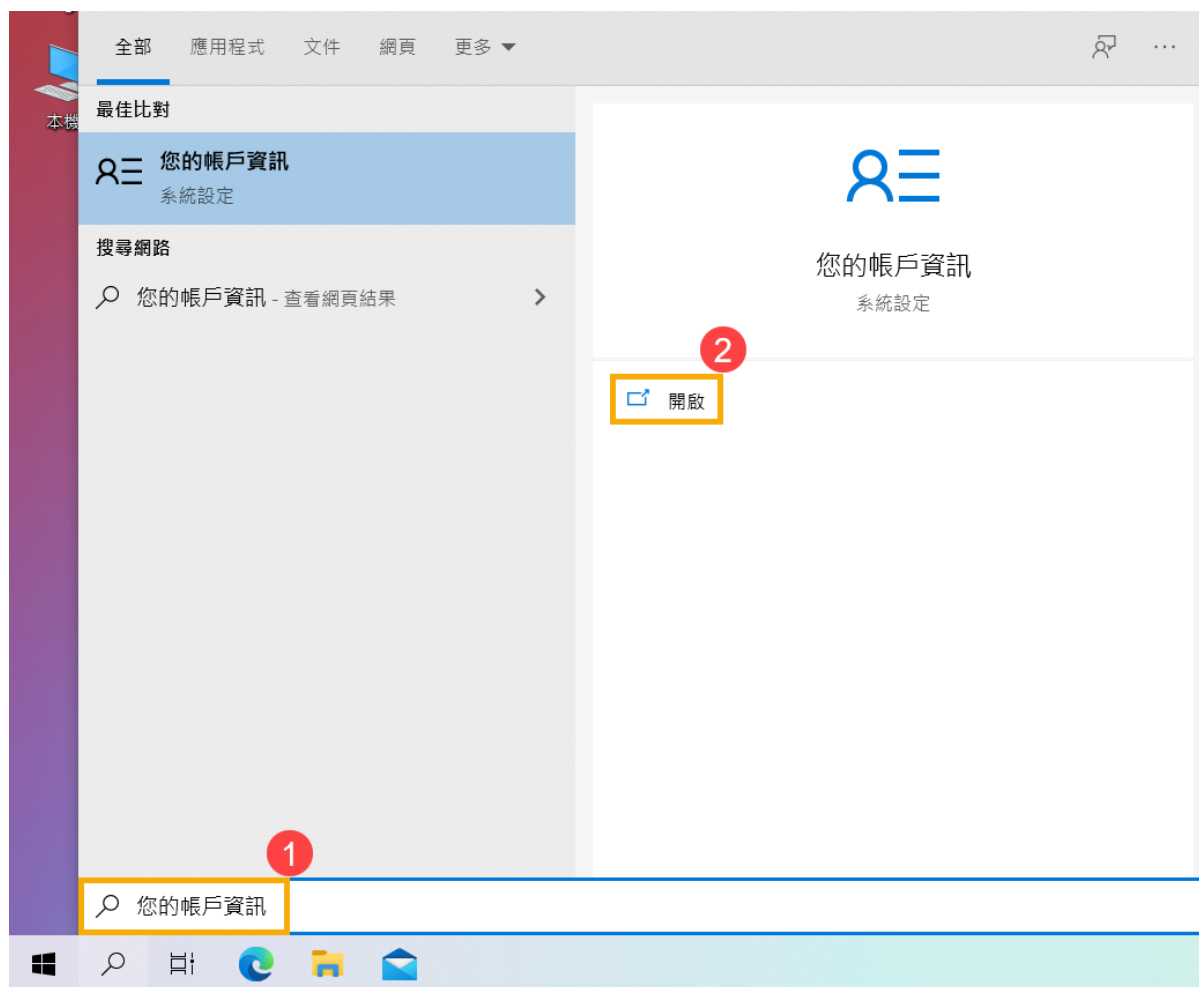 全部 應用程式 文件 網頁 更多
本機
最佳比對
您的帳戶資訊
系統設定
搜尋網路
您的帳戶資訊 - 查看網頁結果
您的帳戶資訊
系統設定
2
開啟
1
您的帳戶資訊